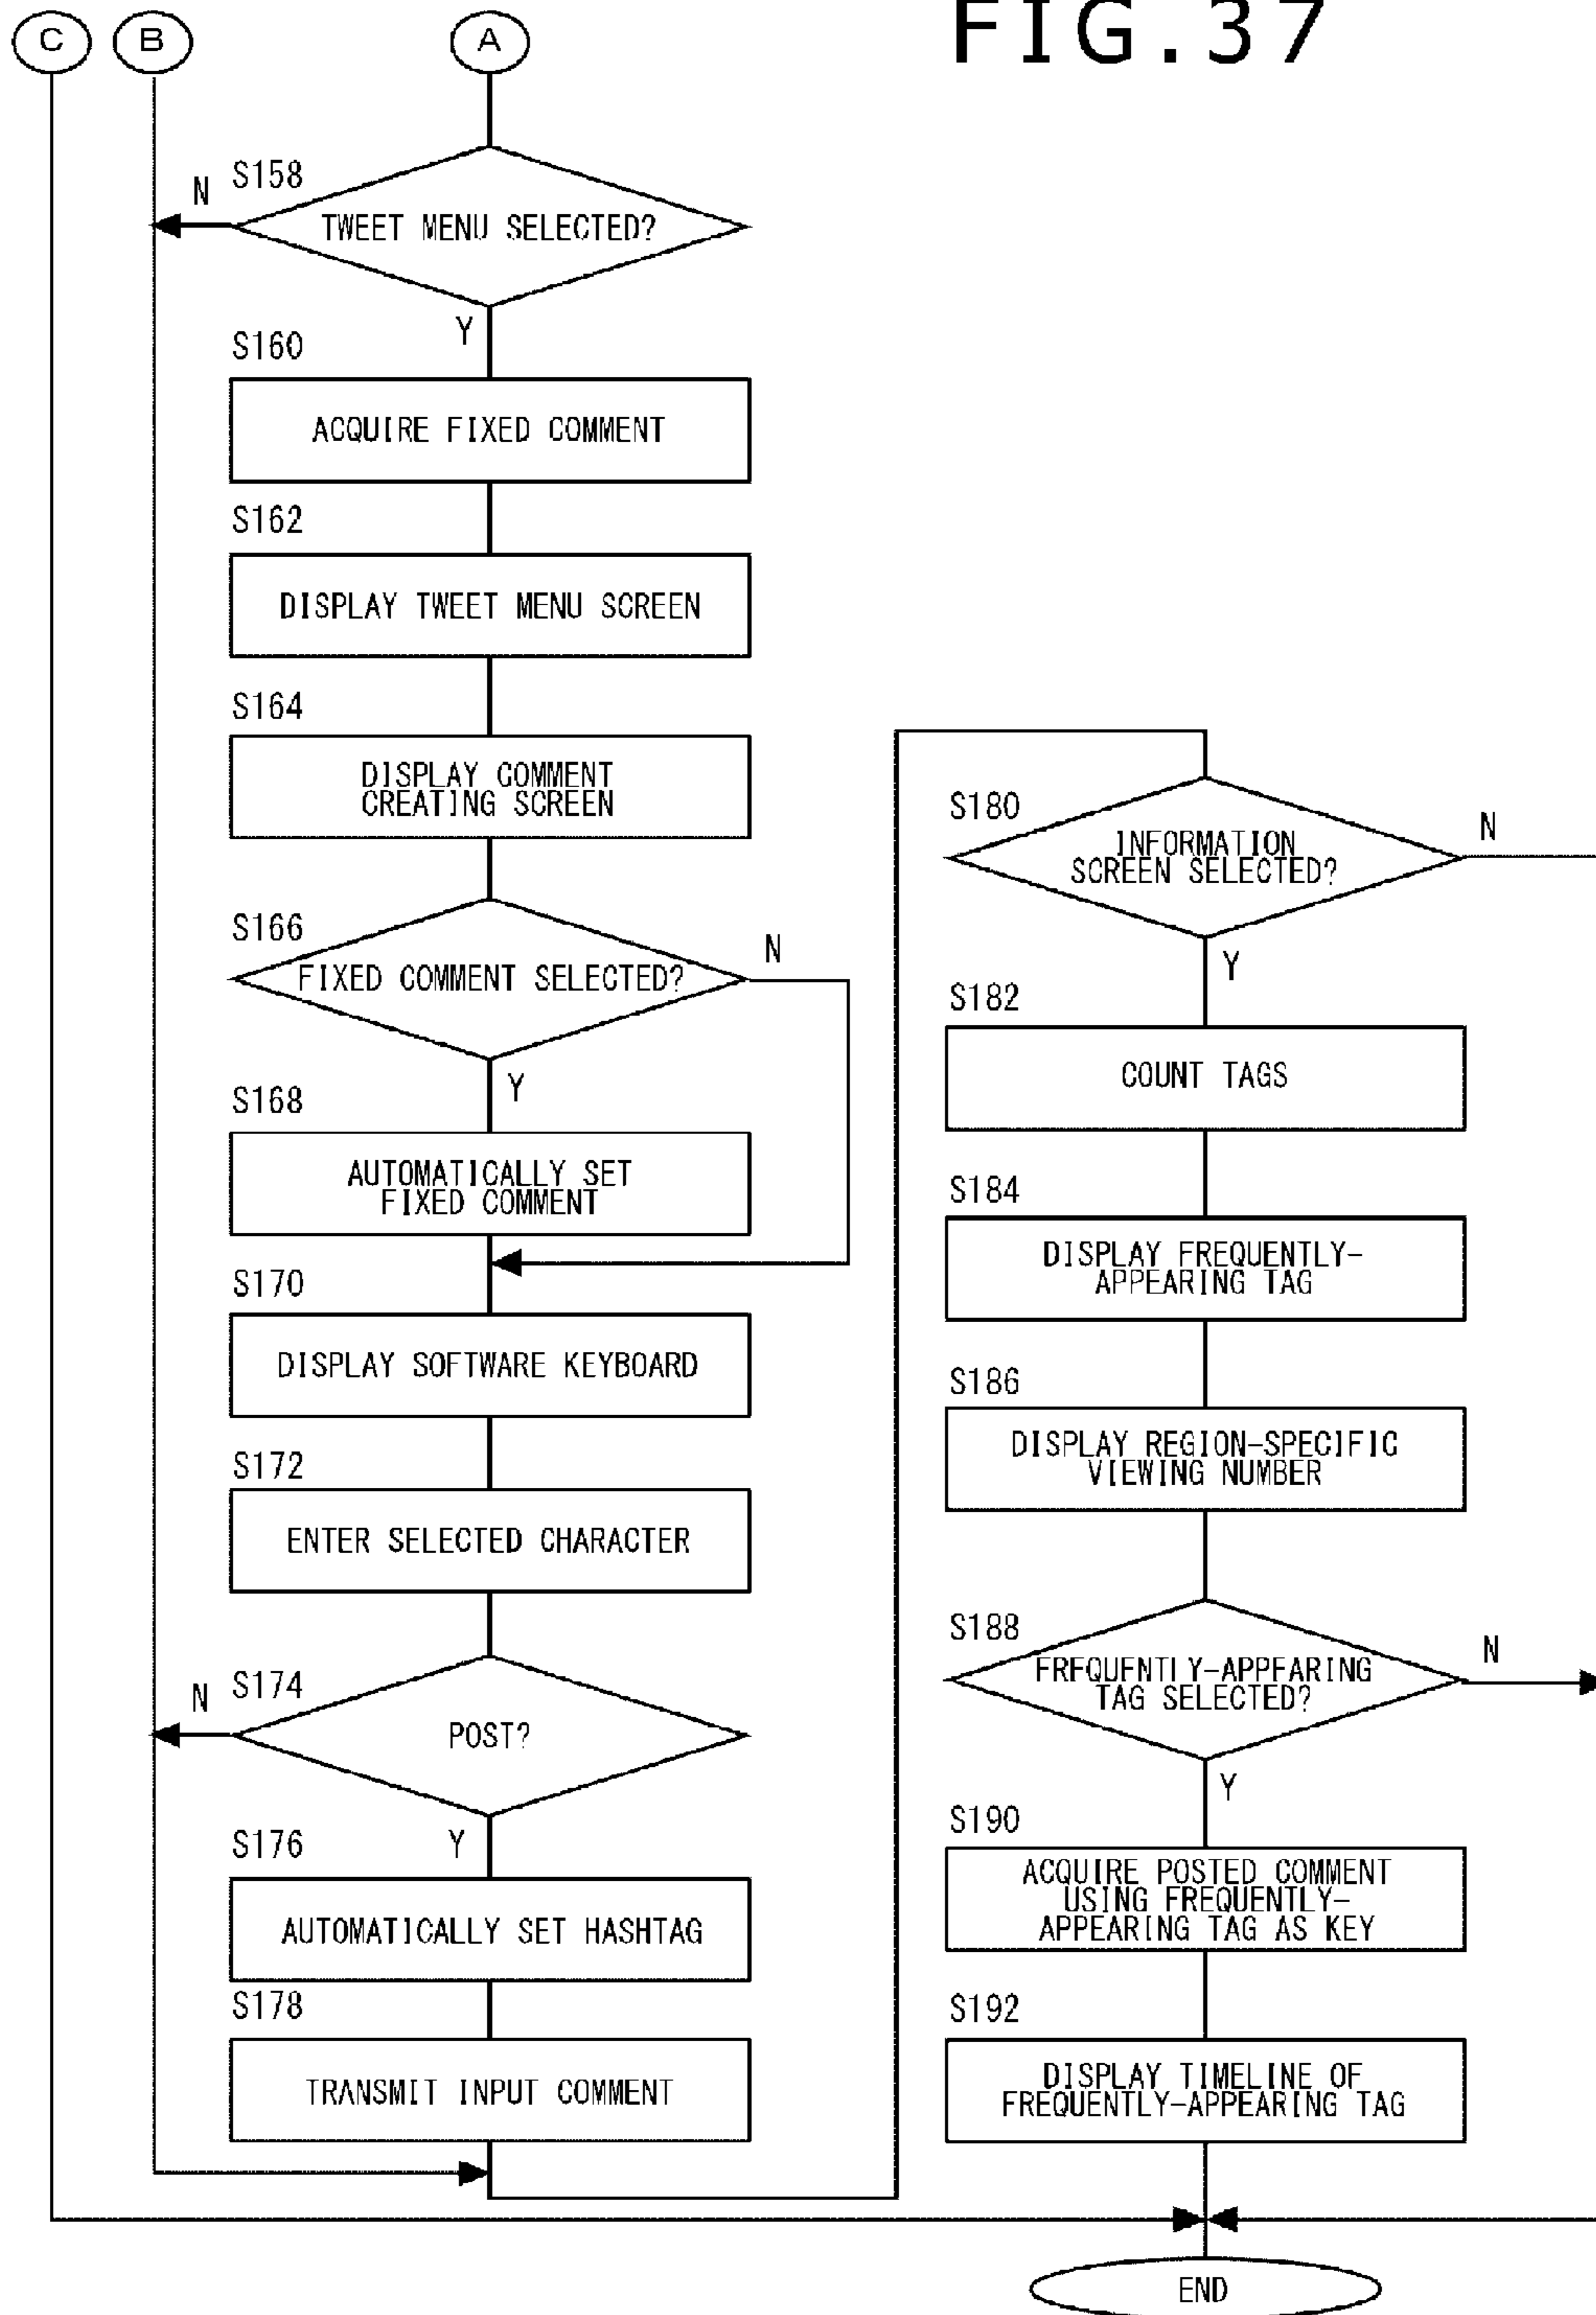 FIG.37
C
B
A
S158
N
TWEET MENU SELECTED?
Y
S160
ACQUIRE FIXED COMMENT
S162
DISPLAY TWEET MENU SCREEN
S164
DISPLAY COMMENT
CREATING SCREEN
S166
FIXED COMMENT SELECTED?
N
Y
S168
AUTOMATICALLY SET
FIXED COMMENT
S170
DISPLAY SOFTWARE KEYBOARD
S172
ENTER SELECTED CHARACTER
S174
N
POST?
Y
S176
AUTOMATICALLY SET HASHTAG
S178
TRANSMIT INPUT COMMENT
S180
INFORMATION
SCREEN SELECTED?
N
Y
S182
COUNT TAGS
S184
DISPLAY FREQUENTLY-
APPEARING TAG
S186
DISPLAY REGION-SPECIFIC
VIEWING NUMBER
S188
FREQUENTLY-APPEARING
TAG SELECTED?
N
Y
S190
ACQUIRE POSTED COMMENT
USING FREQUENTLY-
APPEARING TAG AS KEY
S192
DISPLAY TIMELINE OF
FREQUENTLY-APPEARING TAG
END